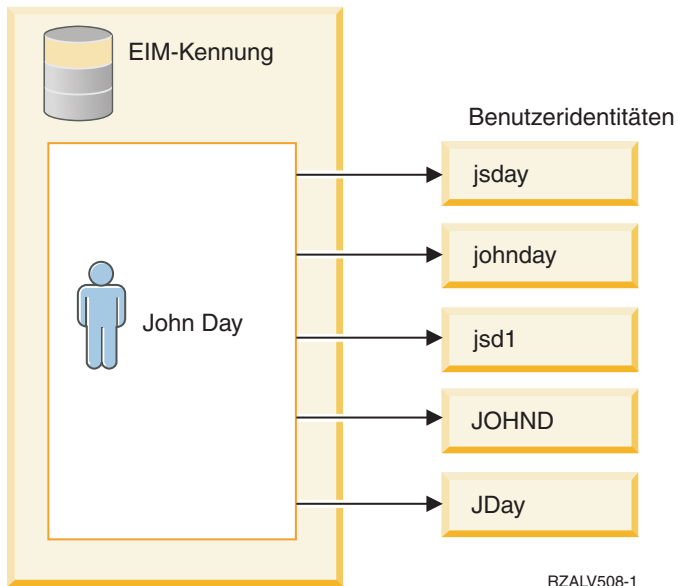 EIM-Kennung
Benutzeridentitäten
jsday
johnday
John Day
jsd1
JOHND
JDay
RZALV508-1